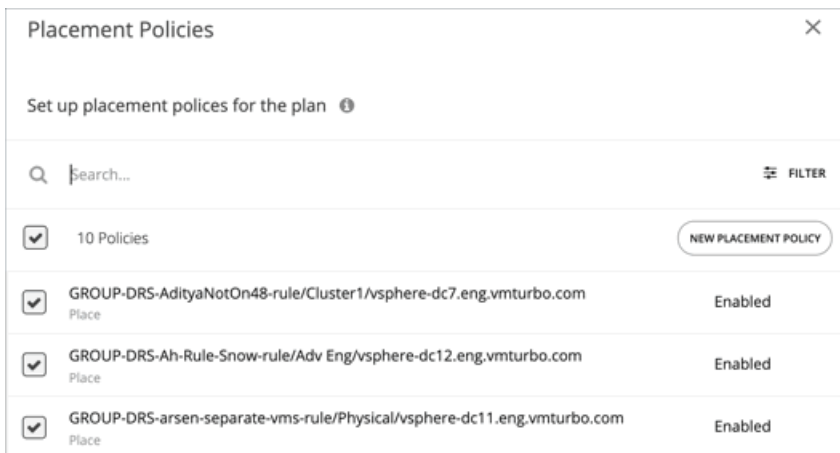 Placement Policies
Set up placement polices for the plan
Search...
FILTER
10 Policies
NEW PLACEMENT POLICY
GROUP-DRS-AdityaNotOn48-rule/Cluster1/vsphere-dc7.eng.vmturbo.com
Enabled
Place
GROUP-DRS-Ah-Rule-Snow-rule/Adv Eng/vsphere-dc12.eng.vmturbo.com
Enabled
Place
GROUP-DRS-arsen-separate-vms-rule/Physical/vsphere-dc11.eng.vmturbo.com
Enabled
Place